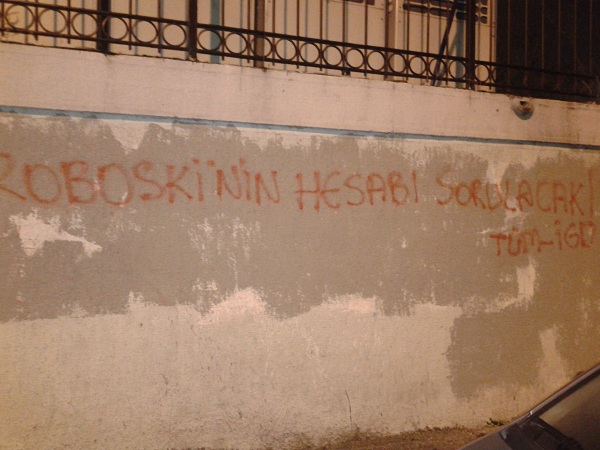 ROBOSKİ'NİN HESABI SORULACAK!
TÜM-İGD